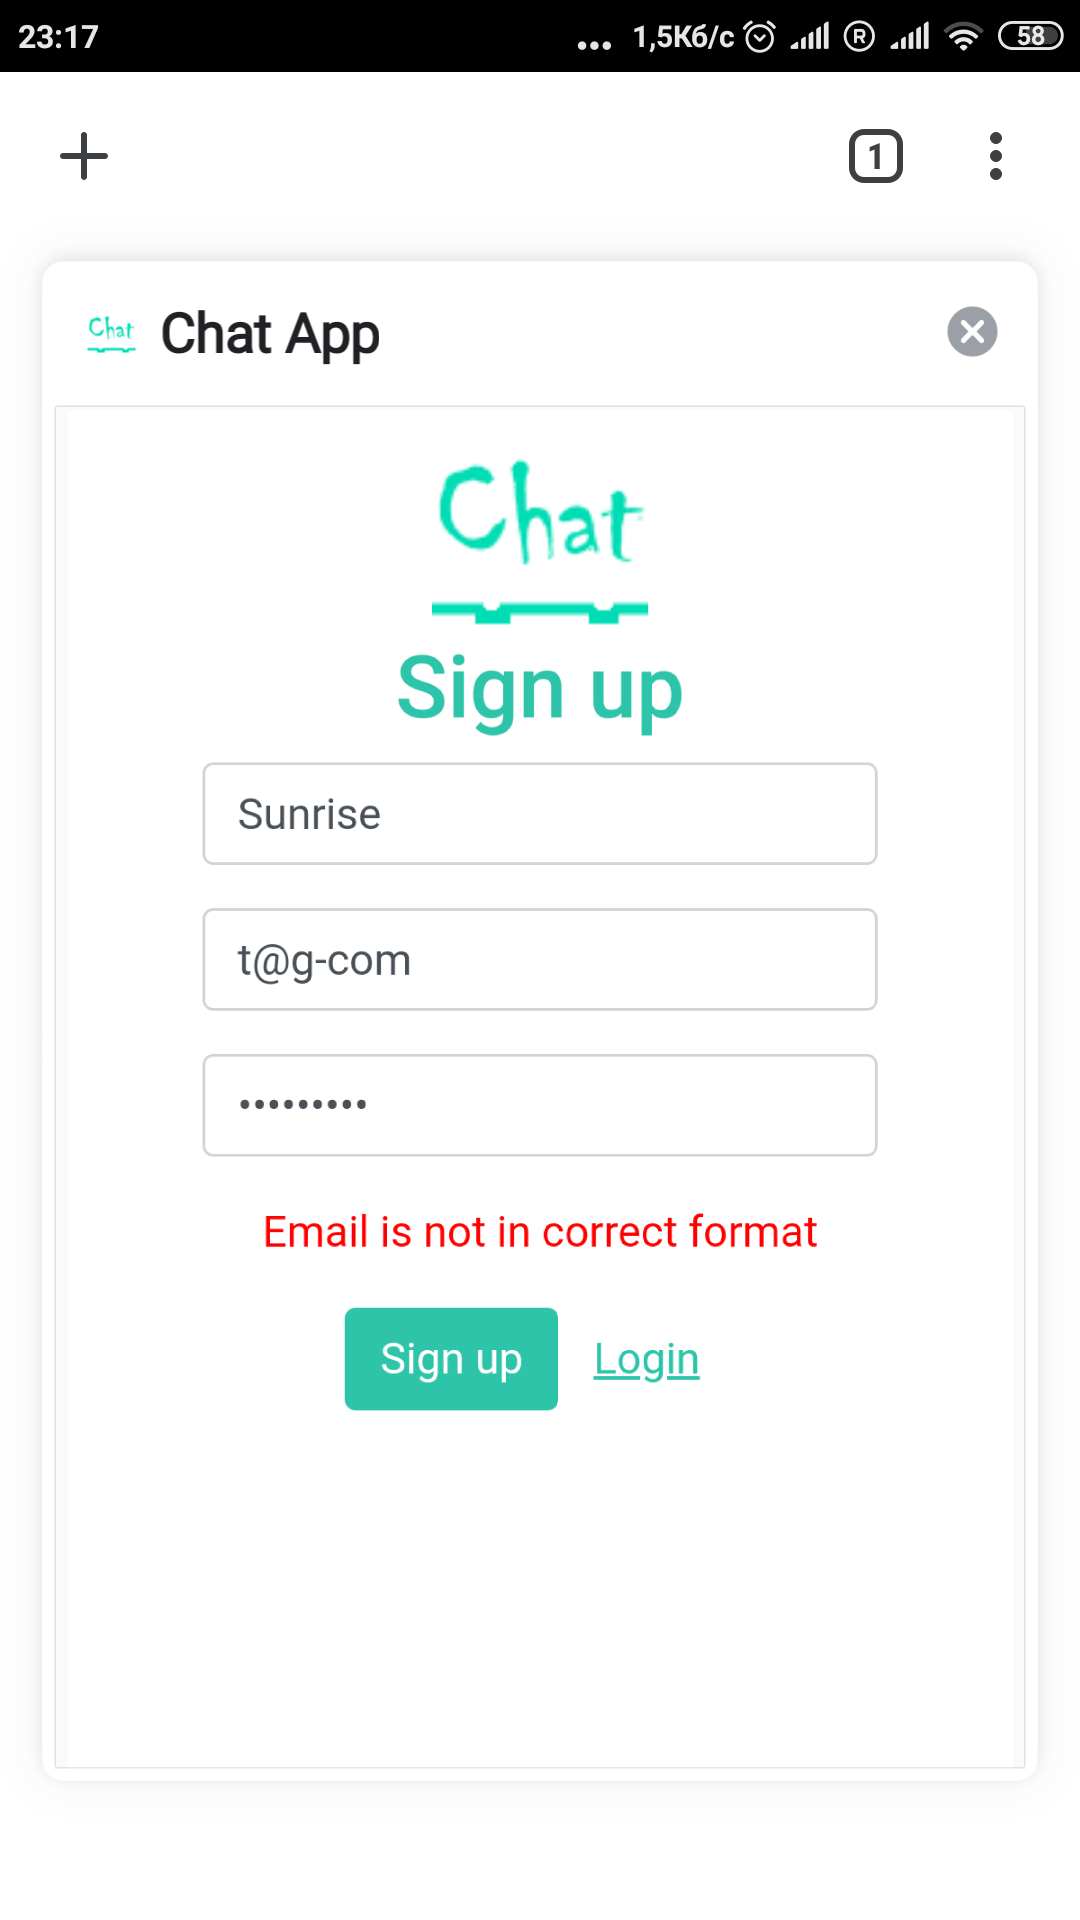 23:17 ... 1,5Кб/с R 58
1
Chat Chat App
Chat
Sign up
Sunrise
t@g-com
•••••••••
Email is not in correct format
Sign up Login